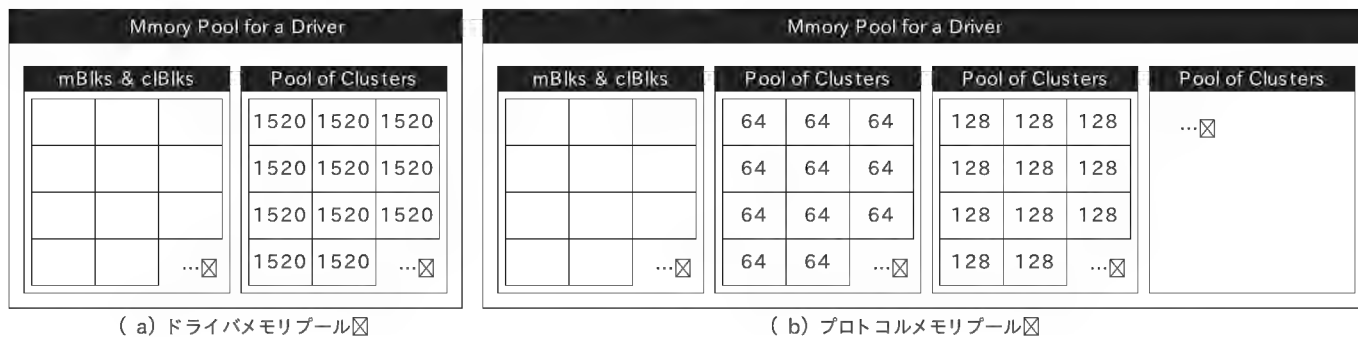 Mmory Pool for a Driver
mBlks & clBlks
Pool of Clusters
1520 1520 1520
1520 1520 1520
1520 1520 1520
1520 1520 …
…
( a) ドライバメモリプール
Mmory Pool for a Driver
mBlks & clBlks
…
Pool of Clusters
64 64 64
64 64 64
64 64 64
64 64 …
Pool of Clusters
128 128 128
128 128 128
128 128 128
128 128 …
Pool of Clusters
…
( b) プロトコルメモリプール